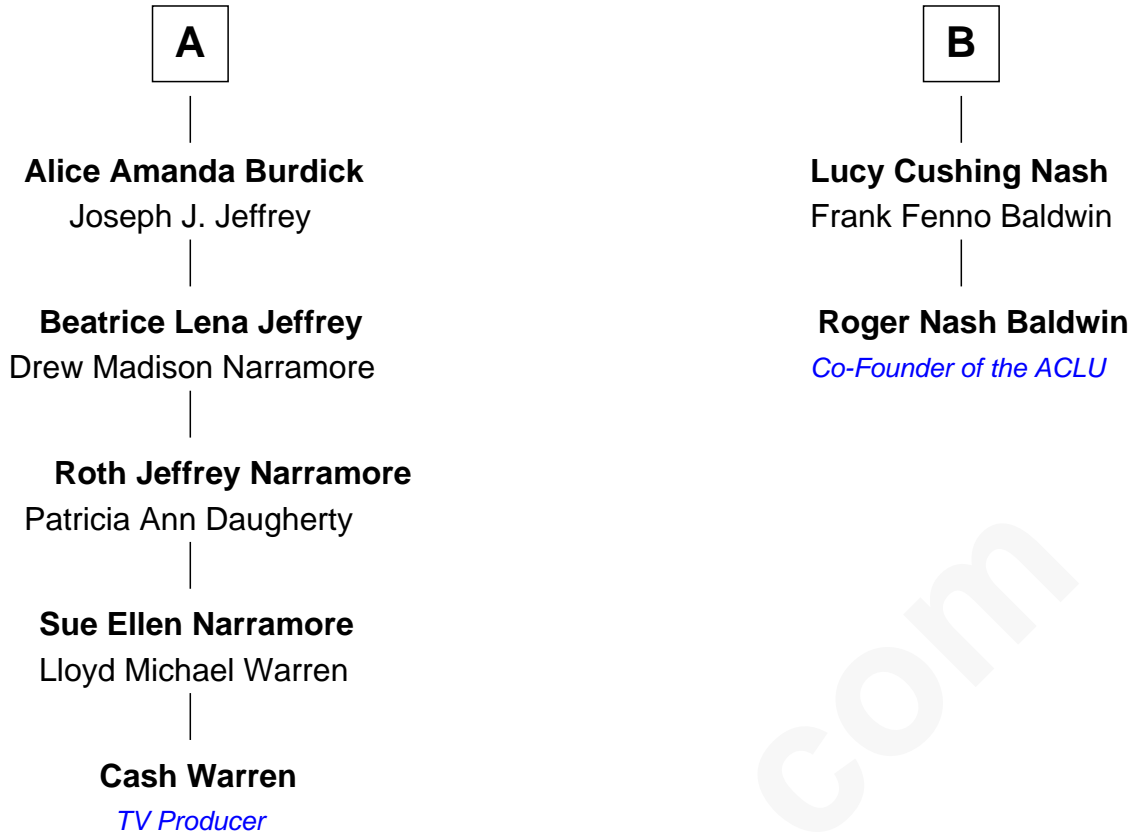 A
Alice Amanda Burdick
Joseph J. Jeffrey
Beatrice Lena Jeffrey
Drew Madison Narramore
Roth Jeffrey Narramore
Patricia Ann Daugherty
Sue Ellen Narramore
Lloyd Michael Warren
Cash Warren
TV Producer
B
Lucy Cushing Nash
Frank Fenno Baldwin
Roger Nash Baldwin
Co-Founder of the ACLU
com